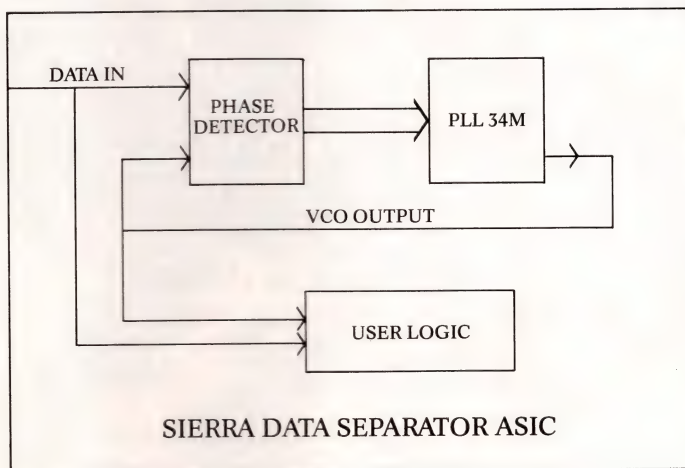 DATA IN
PHASE
DETECTOR
PLL 34M
VCO OUTPUT
USER LOGIC
SIERRA DATA SEPARATOR ASIC